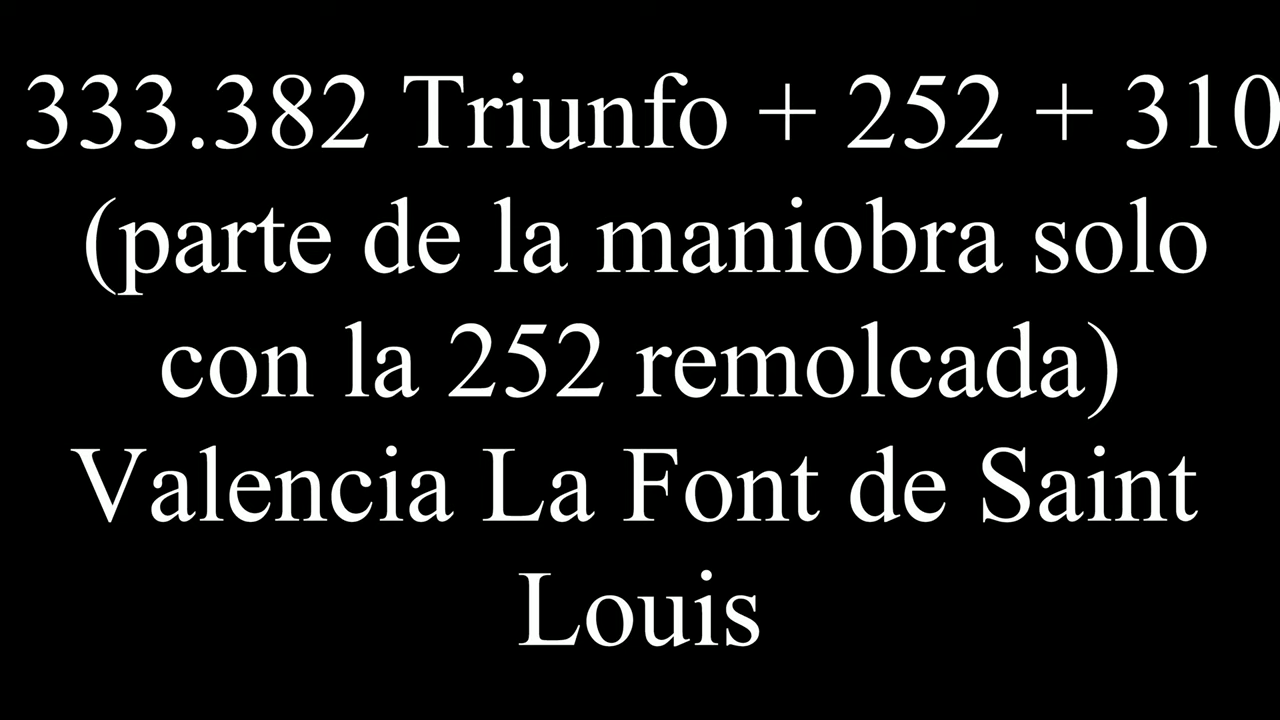 333.382 Triunfo + 252 + 310
(parte de la maniobra solo
con la 252 remolcada)
Valencia La Font de Saint
Louis